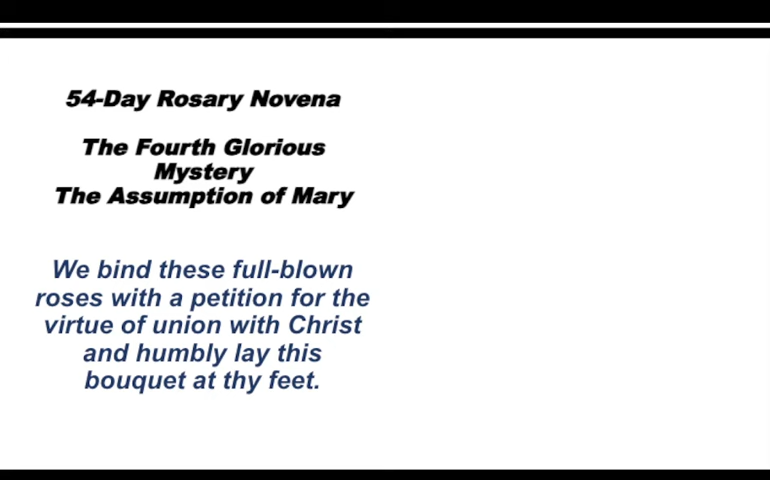 54-Day Rosary Novena
The Fourth Glorious
Mystery
The Assumption of Mary
We bind these full-blown
roses with a petition for the
virtue of union with Christ
and humbly lay this
bouquet at thy feet.